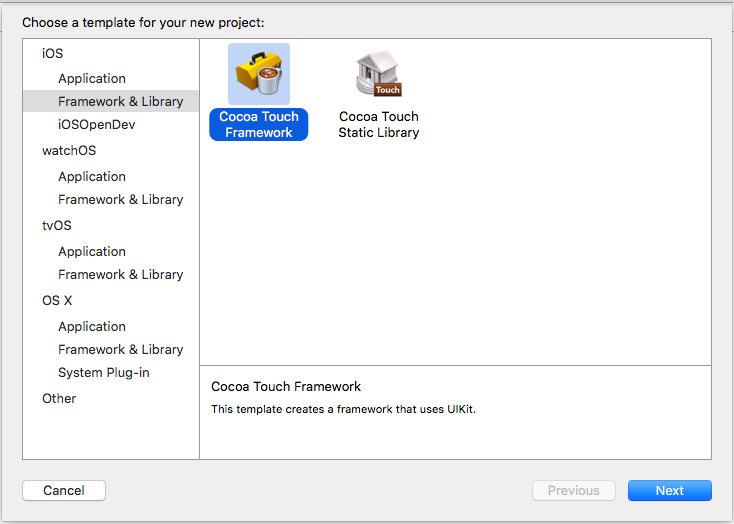 Choose a template for your new project:
iOS
Application
Framework & Library
iOSOpenDev
watchOS
Application
Framework & Library
tvOS
Application
Framework & Library
OS X
Application
Framework & Library
System Plug-in
Other
Cocoa Touch
Framework
Touch
Cocoa Touch
Static Library
Cocoa Touch Framework
This template creates a framework that uses UIKit.
Cancel
Previous
Next